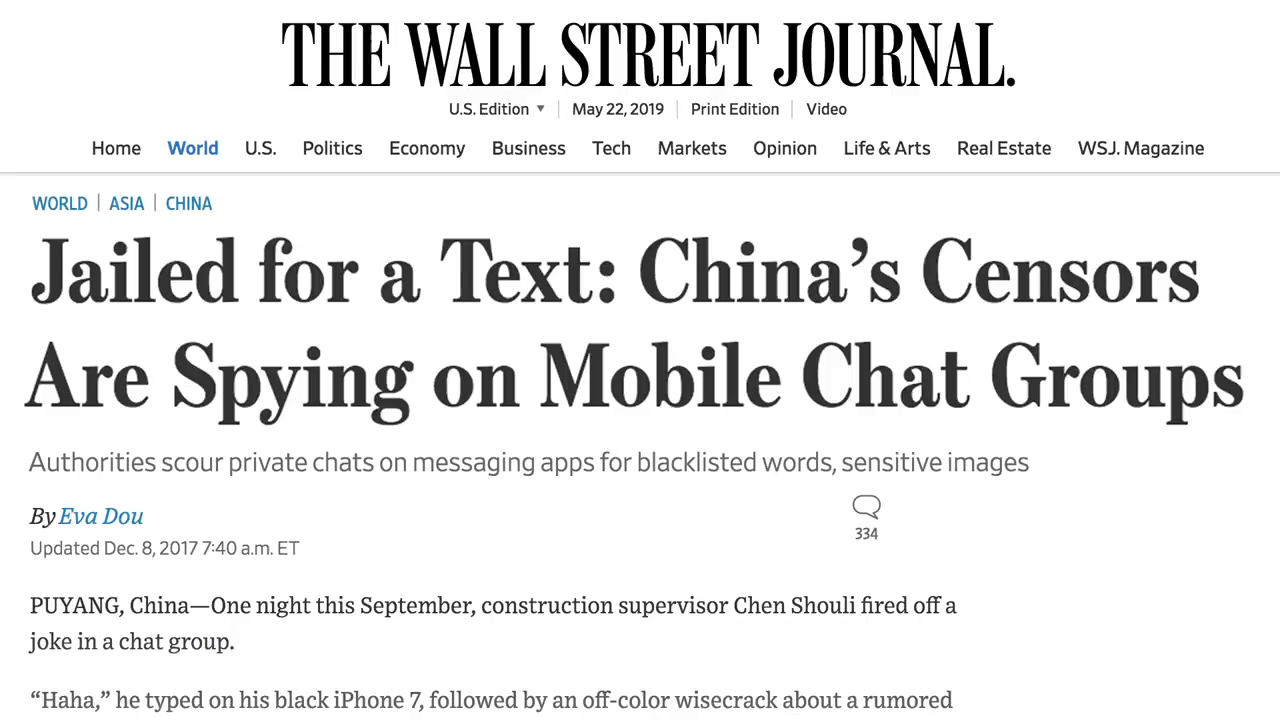 THE WALL STREET JOURNAL.
U.S. Edition ▼ | May 22, 2019 | Print Edition | Video
Home World U.S. Politics Economy Business Tech Markets Opinion Life & Arts Real Estate WSJ. Magazine
WORLD | ASIA | CHINA
Jailed for a Text: China’s Censors
Are Spying on Mobile Chat Groups
Authorities scour private chats on messaging apps for blacklisted words, sensitive images
By Eva Dou
334
Updated Dec. 8, 2017 7:40 a.m. ET
PUYANG, China—One night this September, construction supervisor Chen Shouli fired off a
joke in a chat group.
“Haha,” he typed on his black iPhone 7, followed by an off-color wisecrack about a rumored